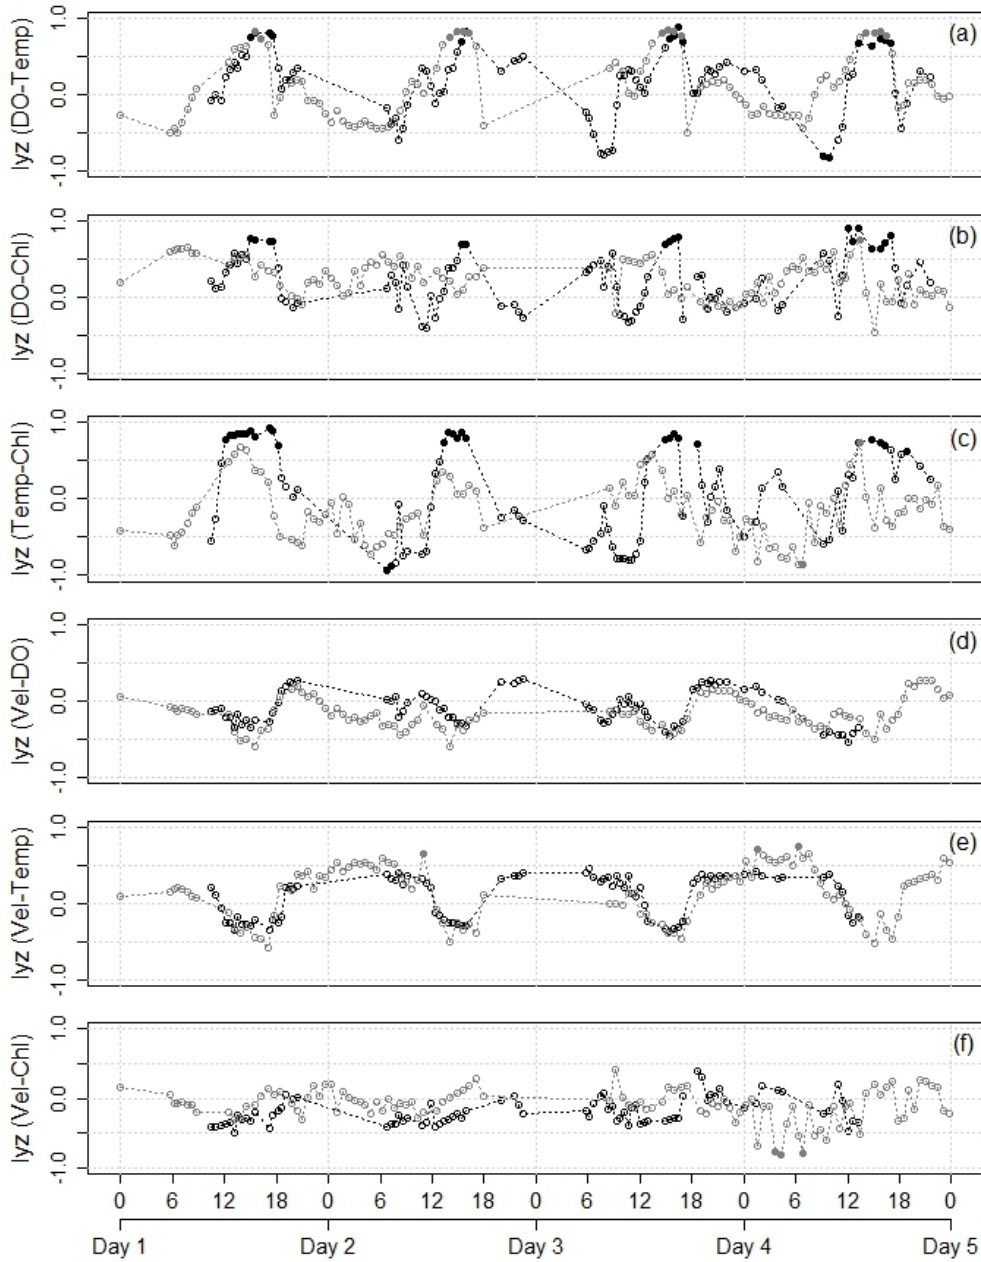 lyz (DO-Temp)
1.0
0.0
-1.0
(a)
lyz (DO-Chl)
1.0
0.0
-1.0
(b)
lyz (Temp-Chl)
1.0
0.0
-1.0
(c)
lyz (Vel-DO)
1.0
0.0
-1.0
(d)
lyz (Vel-Temp)
1.0
0.0
-1.0
(e)
lyz (Vel-Chl)
1.0
0.0
-1.0
(f)
0 6 12 18 0 6 12 18 0 6 12 18 0 6 12 18 0
Day 1 Day 2 Day 3 Day 4 Day 5